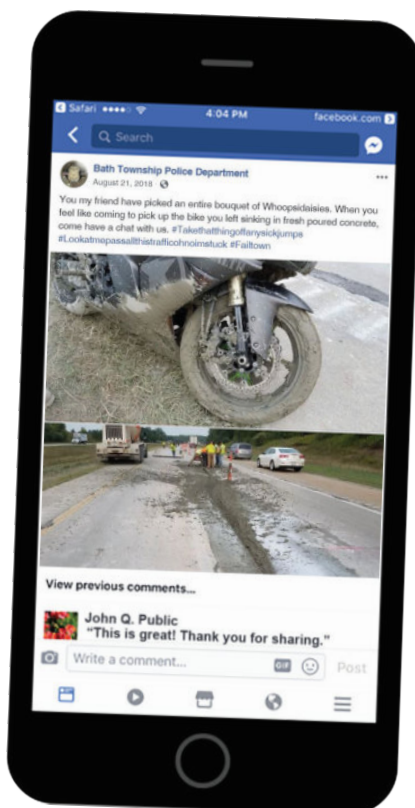 Safari
4:04 PM
facebook.com
Search
Bath Township Police Department
August 21, 2018
You my friend have picked an entire bouquet of Whoopsidaisies. When you
feel like coming to pick up the bike you left sinking in fresh poured concrete,
come have a chat with us. #Takethatthingoffanysickjumps
#Lookatmepassallthistrafficohnoimstuck #Failtown
View previous comments...
John Q. Public
"This is great! Thank you for sharing."
Write a comment...
GIF
Post